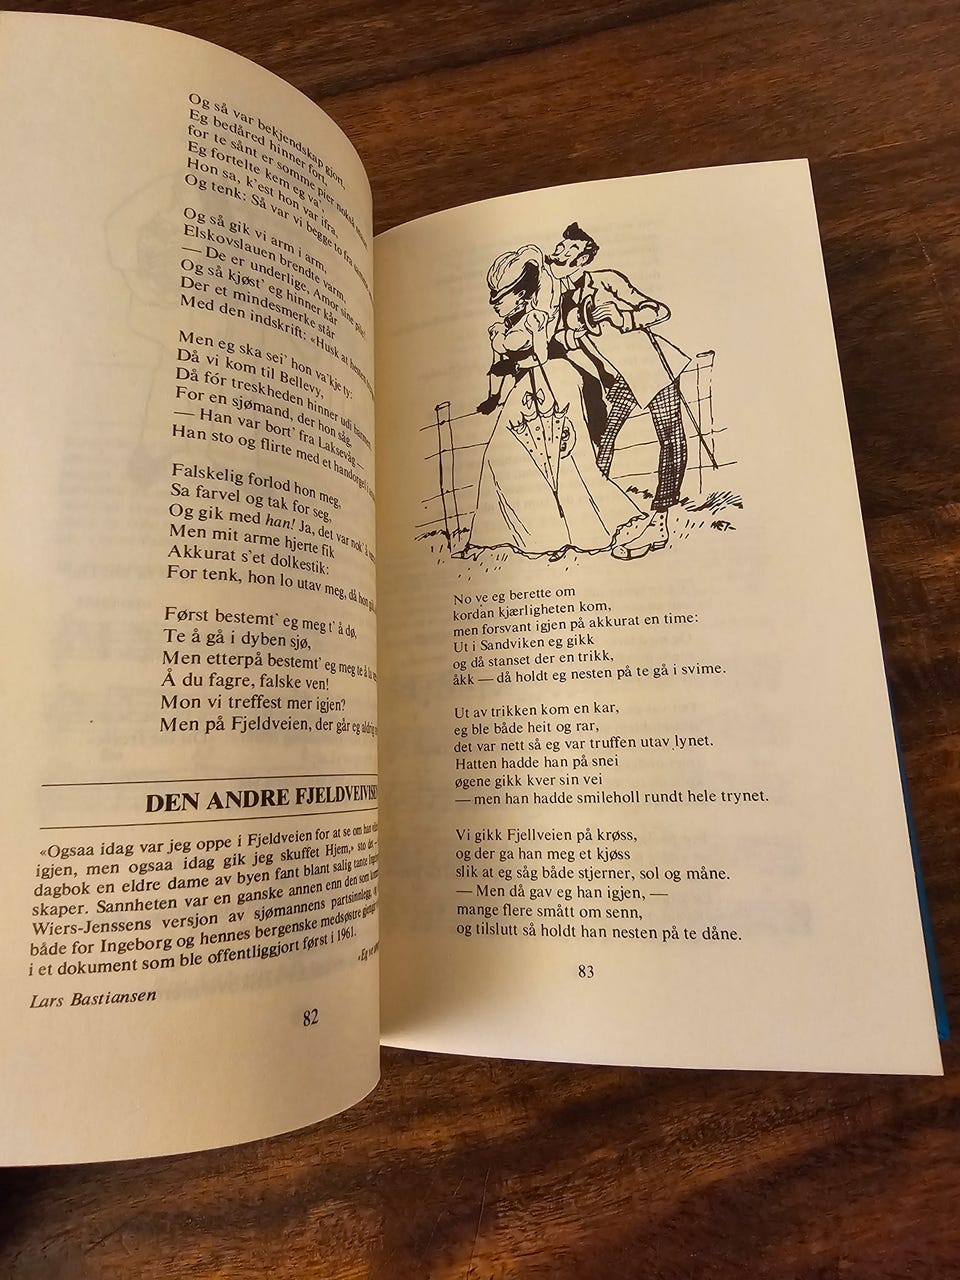 Og så var bekjendskap gjort,
Eg bedåred hinner fort,
for te sånt er somme pier nokså
Eg fortelte kem eg va',
Hon sa, k'est hon var ifra,
Og tenk: Så var vi begge to fra
Og så gik vi arm i arm,
Elskovslauen brendte varm,
— De er underlige, Amor sine pile!
Og så kjøst' eg hinner kår
Der et mindesmerke står
Med den indskrift: «Husk at hesten
Men eg ska sei' hon va'kje ty:
Då vi kom til Bellevy,
Då fór treskheden hinner udi
For en sjømand, der hon såg,
— Han var bort' fra Laksevåg —
Han sto og flirte med et handorgel i
Falskelig forlod hon meg,
Sa farvel og tak for seg,
Og gik med han! Ja, det var nok' å
Men mit arme hjerte fik
Akkurat s'et dolkestik:
For tenk, hon lo utav meg, då hon
Først bestemt' eg meg t' å dø,
Te å gå i dyben sjø,
Men etterpå bestemt' eg meg te å
Å du fagre, falske ven!
Mon vi treffest mer igjen?
Men på Fjeldveien, der går eg aldrig
DEN ANDRE FJELDVEIVISE
«Ogsaa idag var jeg oppe i Fjeldveien for at se om han
igjen, men ogsaa idag gik jeg skuffet Hjem,» sto det
dagbok en eldre dame av byen fant blant salig tante
skaper. Sannheten var en ganske annen enn den som
Wiers-Jenssens versjon av sjømannens partsinnlegg,
både for Ingeborg og hennes bergenske medsøstre
i et dokument som ble offentliggjort først i 1961.
«Eg ve
Lars Bastiansen
82
No ve eg berette om
kordan kjærligheten kom,
men forsvant igjen på akkurat en time:
Ut i Sandviken eg gikk
og då stanset der en trikk,
åkk — då holdt eg nesten på te gå i svime.
Ut av trikken kom en kar,
eg ble både heit og rar,
det var nett så eg var truffen utav lynet.
Hatten hadde han på snei
øgene gikk kver sin vei
— men han hadde smileholl rundt hele trynet.
Vi gikk Fjellveien på krøss,
og der ga han meg et kjøss
slik at eg såg både stjerner, sol og måne.
— Men då gav eg han igjen, —
mange flere smått om senn,
og tilslutt så holdt han nesten på te dåne.
83